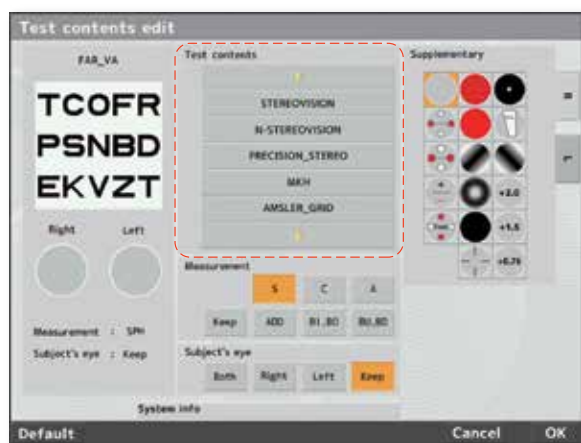 Test contents edit
FAR_VA
TCOFR
PSNBD
EKVZT
Right Left
Measurement : SPH
Subject's eye : Keep
Test contents
STEREOVISION
N-STEREOVISION
PRECISION_STEREO
MKH
AMSLER_GRID
Measurement
S C A
Keep ADD BI.BD BU.BD
Subject's eye
Both Right Left Keep
Supplementary
+2.0
+1.5
+0.75
System info
Default Cancel OK